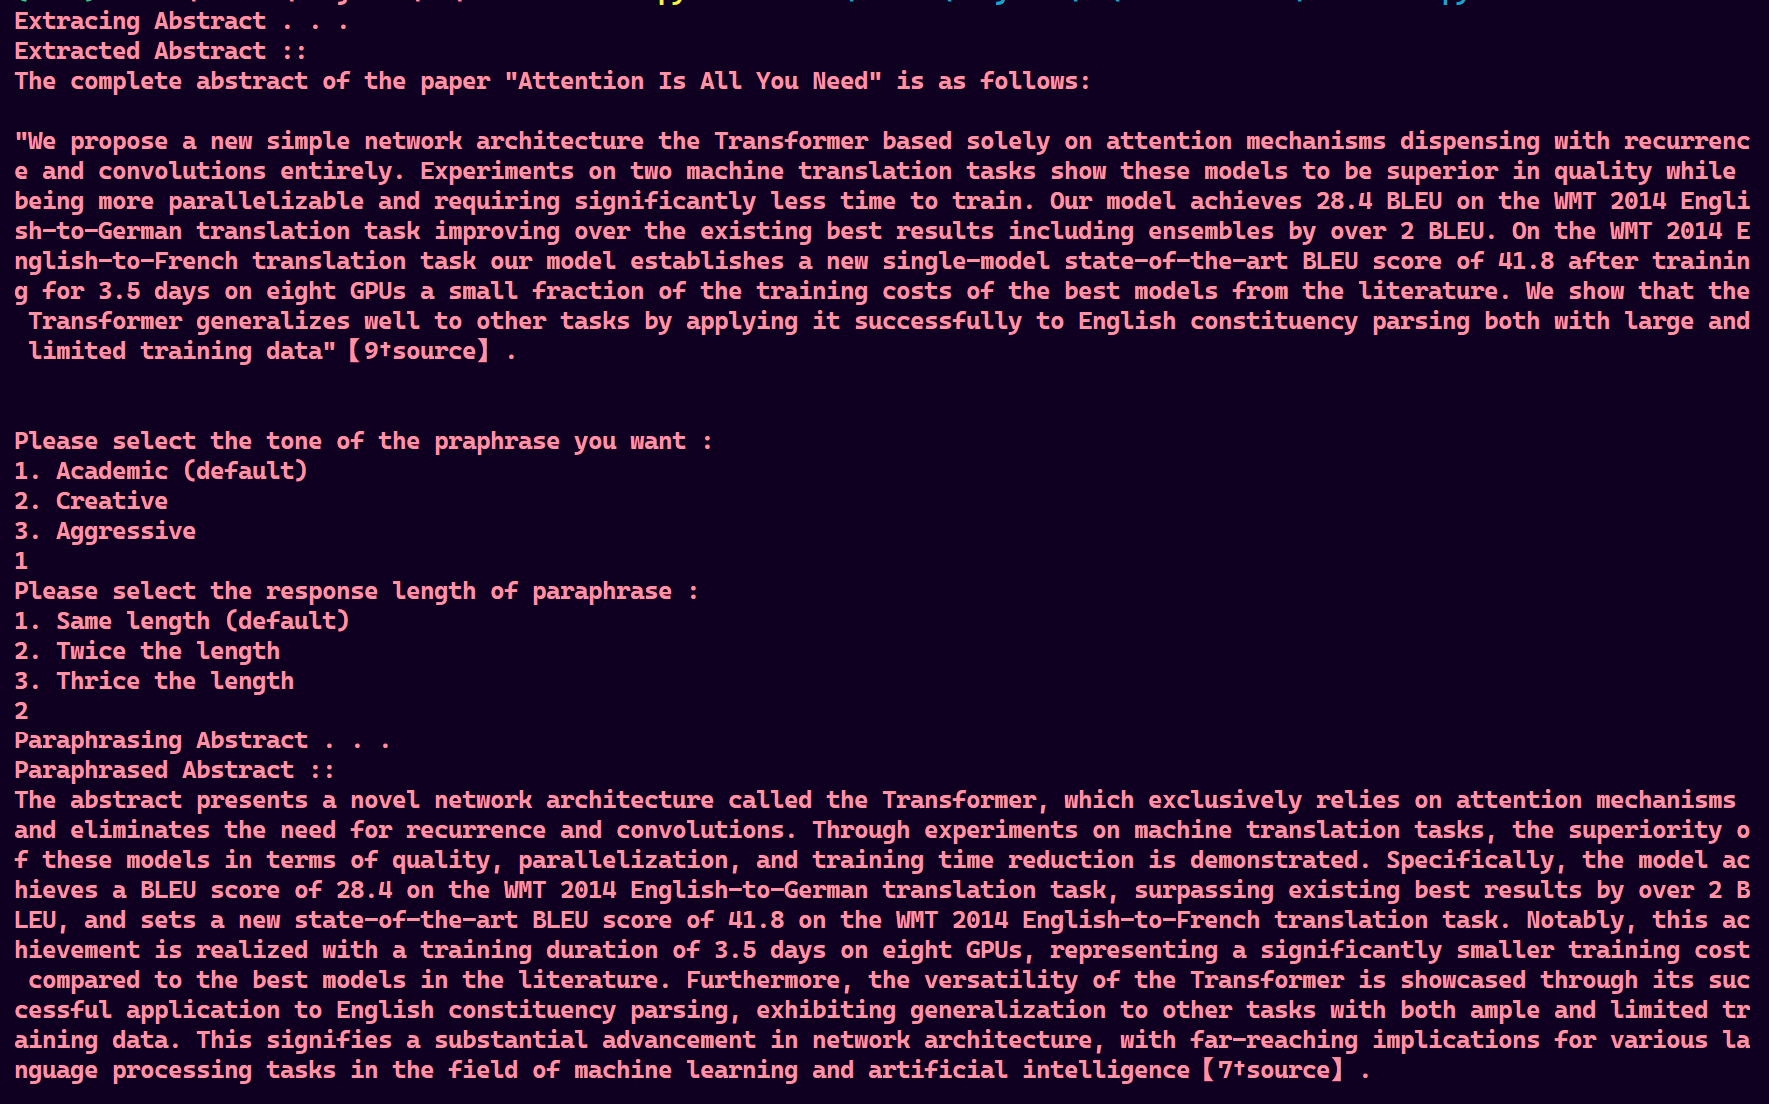 Extracing Abstract . . .
Extracted Abstract ::
The complete abstract of the paper "Attention Is All You Need" is as follows:
"We propose a new simple network architecture the Transformer based solely on attention mechanisms dispensing with recurrenc
e and convolutions entirely. Experiments on two machine translation tasks show these models to be superior in quality while
being more parallelizable and requiring significantly less time to train. Our model achieves 28.4 BLEU on the WMT 2014 Engli
sh-to-German translation task improving over the existing best results including ensembles by over 2 BLEU. On the WMT 2014 E
nglish-to-French translation task our model establishes a new single-model state-of-the-art BLEU score of 41.8 after trainin
g for 3.5 days on eight GPUs a small fraction of the training costs of the best models from the literature. We show that the
Transformer generalizes well to other tasks by applying it successfully to English constituency parsing both with large and
limited training data"【9†source】.
Please select the tone of the praphrase you want :
1. Academic (default)
2. Creative
3. Aggressive
1
Please select the response length of paraphrase :
1. Same length (default)
2. Twice the length
3. Thrice the length
2
Paraphrasing Abstract . . .
Paraphrased Abstract ::
The abstract presents a novel network architecture called the Transformer, which exclusively relies on attention mechanisms
and eliminates the need for recurrence and convolutions. Through experiments on machine translation tasks, the superiority o
f these models in terms of quality, parallelization, and training time reduction is demonstrated. Specifically, the model ac
hieves a BLEU score of 28.4 on the WMT 2014 English-to-German translation task, surpassing existing best results by over 2 B
LEU, and sets a new state-of-the-art BLEU score of 41.8 on the WMT 2014 English-to-French translation task. Notably, this ac
hievement is realized with a training duration of 3.5 days on eight GPUs, representing a significantly smaller training cost
compared to the best models in the literature. Furthermore, the versatility of the Transformer is showcased through its suc
cessful application to English constituency parsing, exhibiting generalization to other tasks with both ample and limited tr
aining data. This signifies a substantial advancement in network architecture, with far-reaching implications for various la
nguage processing tasks in the field of machine learning and artificial intelligence【7†source】.